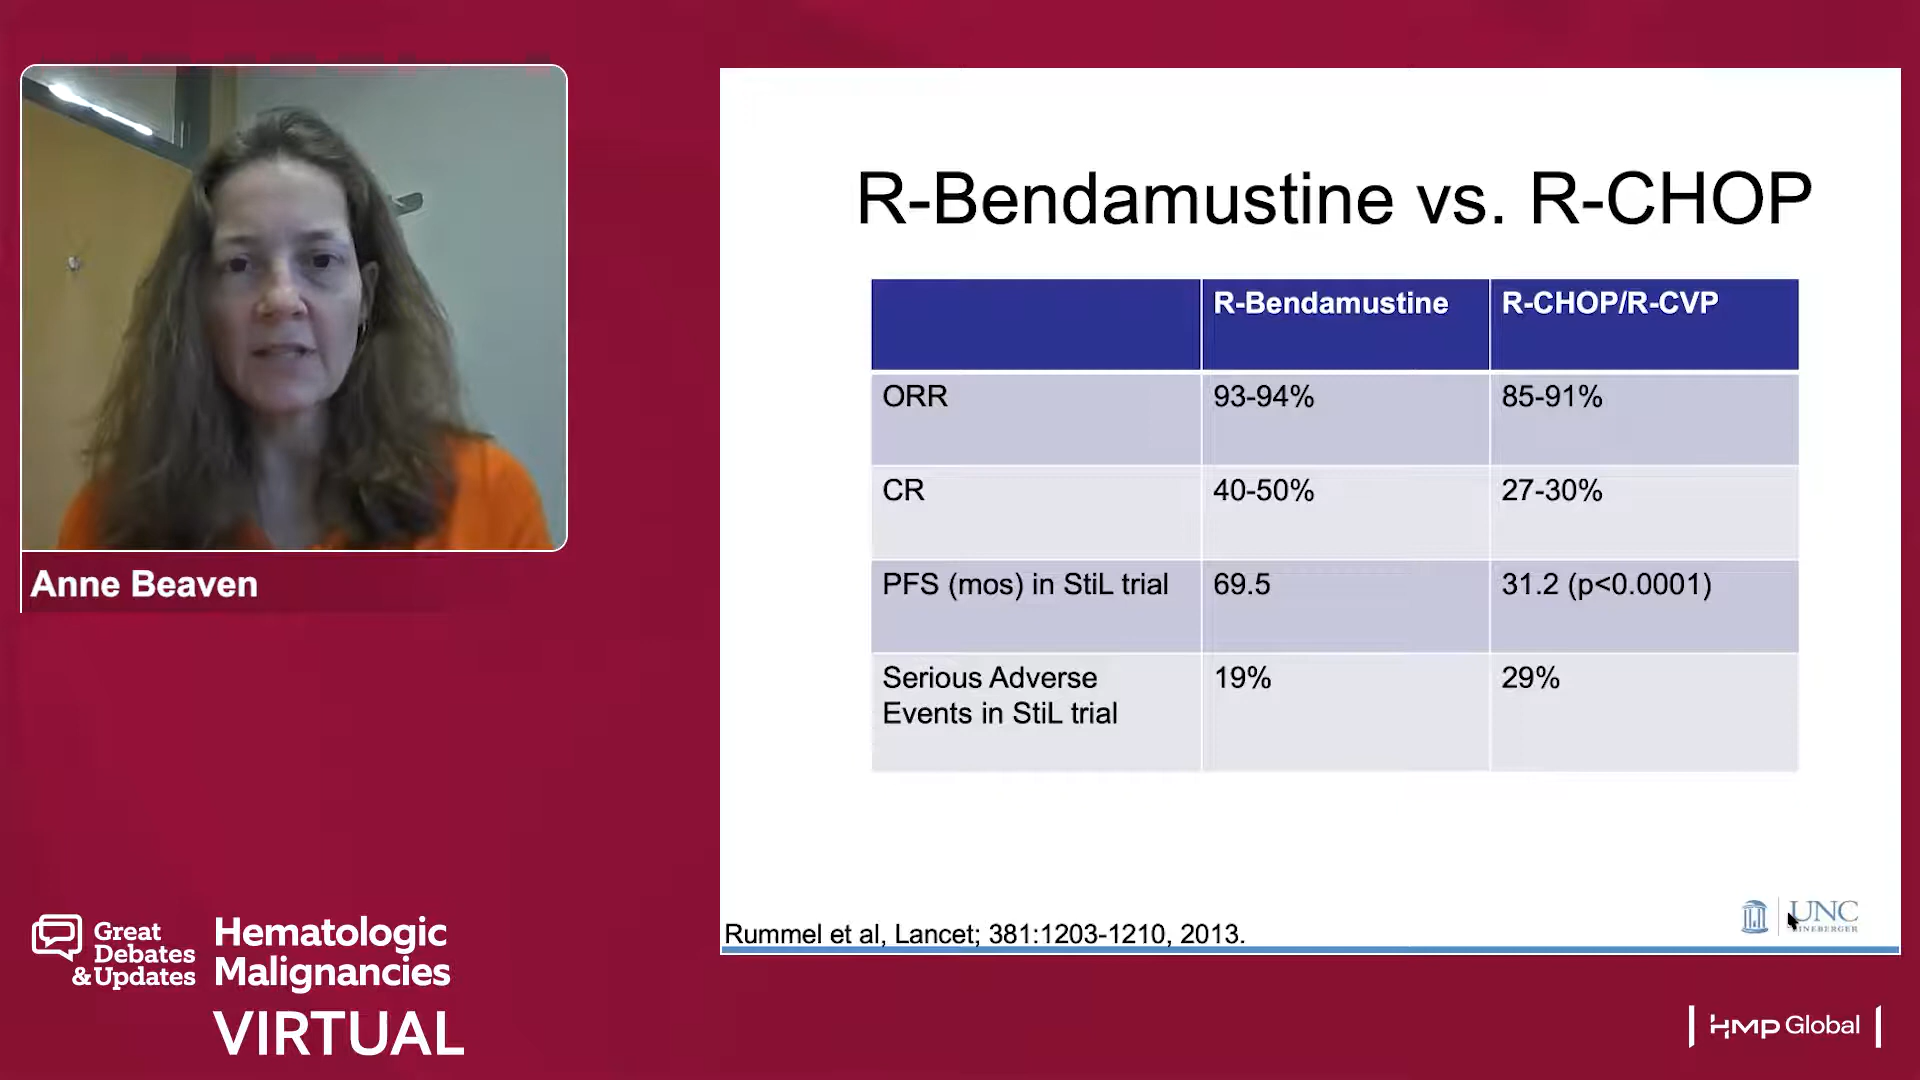 Anne Beaven
Great
Debates
&Updates
Hematologic
Malignancies
VIRTUAL
R-Bendamustine vs. R-CHOP
R-Bendamustine R-CHOP/R-CVP
ORR 93-94% 85-91%
CR 40-50% 27-30%
PFS (mos) in StiL trial 69.5 31.2 (p<0.0001)
Serious Adverse 19% 29%
Events in StiL trial
Rummel et al, Lancet; 381:1203-1210, 2013.
UNC
HMP Global